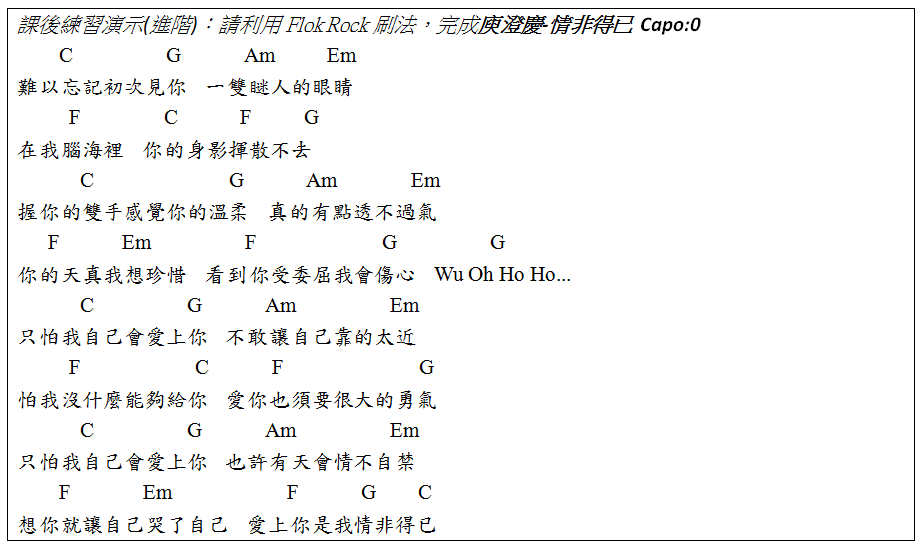 課後練習演示(進階)：請利用 Flok Rock 刷法，完成庾澄慶-情非得已 Capo:0
C G Am Em
難以忘記初次見你 一雙瞇人的眼睛
F C F G
在我腦海裡 你的身影揮散不去
C G Am Em
握你的雙手感覺你的溫柔 真的有點透不過氣
F Em F G G
你的天真我想珍惜 看到你受委屈我會傷心 Wu Oh Ho Ho...
C G Am Em
只怕我自己會愛上你 不敢讓自己靠的太近
F C F G
怕我沒什麼能夠給你 愛你也須要很大的勇氣
C G Am Em
只怕我自己會愛上你 也許有天會情不自禁
F Em F G C
想你就讓自己哭了自己 愛上你是我情非得已